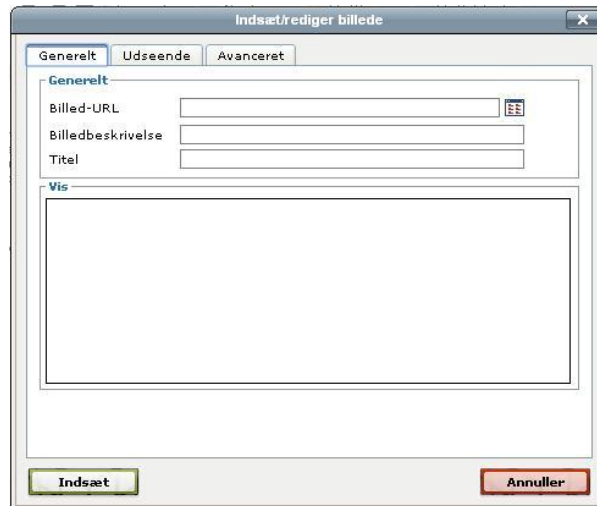 Indsæt/rediger billede
Generelt Udseende Avanceret
Generelt
Billed-URL
Billedbeskrivelse
Titel
Vis
Indsæt Annuller